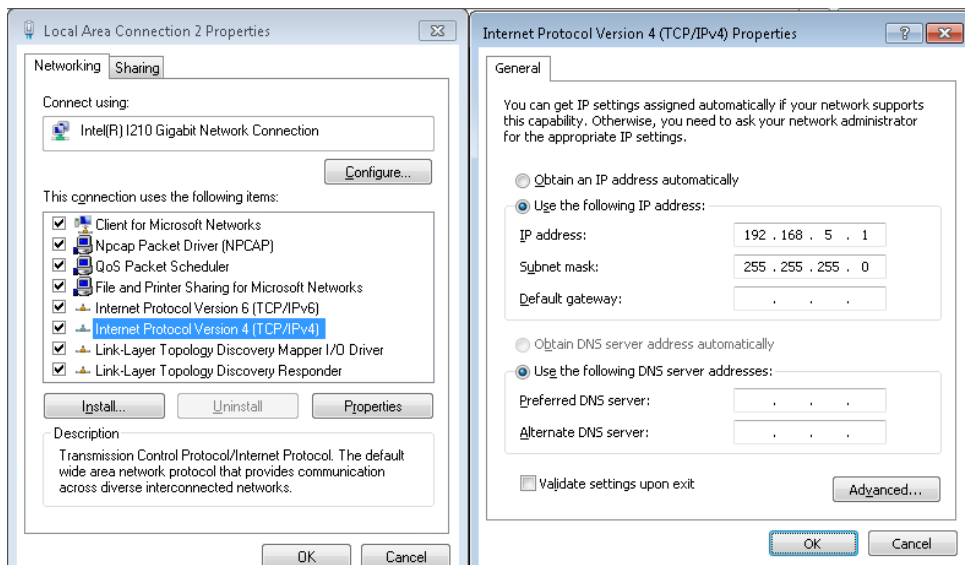 Local Area Connection 2 Properties
Networking
Sharing
Connect using:
Intel(R) I210 Gigabit Network Connection
Configure...
This connection uses the following items:
Client for Microsoft Networks
Npcap Packet Driver (NPCAP)
QoS Packet Scheduler
File and Printer Sharing for Microsoft Networks
Internet Protocol Version 6 (TCP/IPv6)
Internet Protocol Version 4 (TCP/IPv4)
Link-Layer Topology Discovery Mapper I/O Driver
Link-Layer Topology Discovery Responder
Install...
Uninstall
Properties
Description
Transmission Control Protocol/Internet Protocol. The default
wide area network protocol that provides communication
across diverse interconnected networks.
OK
Cancel
Internet Protocol Version 4 (TCP/IPv4) Properties
General
You can get IP settings assigned automatically if your network supports
this capability. Otherwise, you need to ask your network administrator
for the appropriate IP settings.
Obtain an IP address automatically
Use the following IP address:
IP address:
192 . 168 . 5 . 1
Subnet mask:
255 . 255 . 255 . 0
Default gateway:
. . .
Obtain DNS server address automatically
Use the following DNS server addresses:
Preferred DNS server:
. . .
Alternate DNS server:
. . .
Validate settings upon exit
Advanced...
OK
Cancel